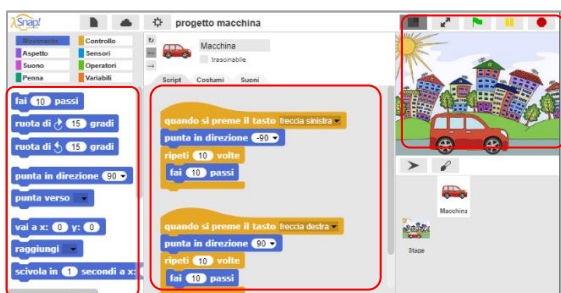 Snap!
progetto macchina
Movimento
Controllo
Aspetto
Sensori
Suono
Operatori
Penna
Variabili
Macchina
trascinabile
Script Costumi Suoni
fai 10 passi
ruota di 15 gradi
ruota di 15 gradi
punta in direzione 90
punta verso
vai a x: 0 y: 0
raggiungi
scivola in 1 secondi a x:
quando si preme il tasto freccia sinistra
punta in direzione -90
ripeti 10 volte
fai 10 passi
quando si preme il tasto freccia destra
punta in direzione 90
ripeti 10 volte
fai 10 passi
Macchina
Stage